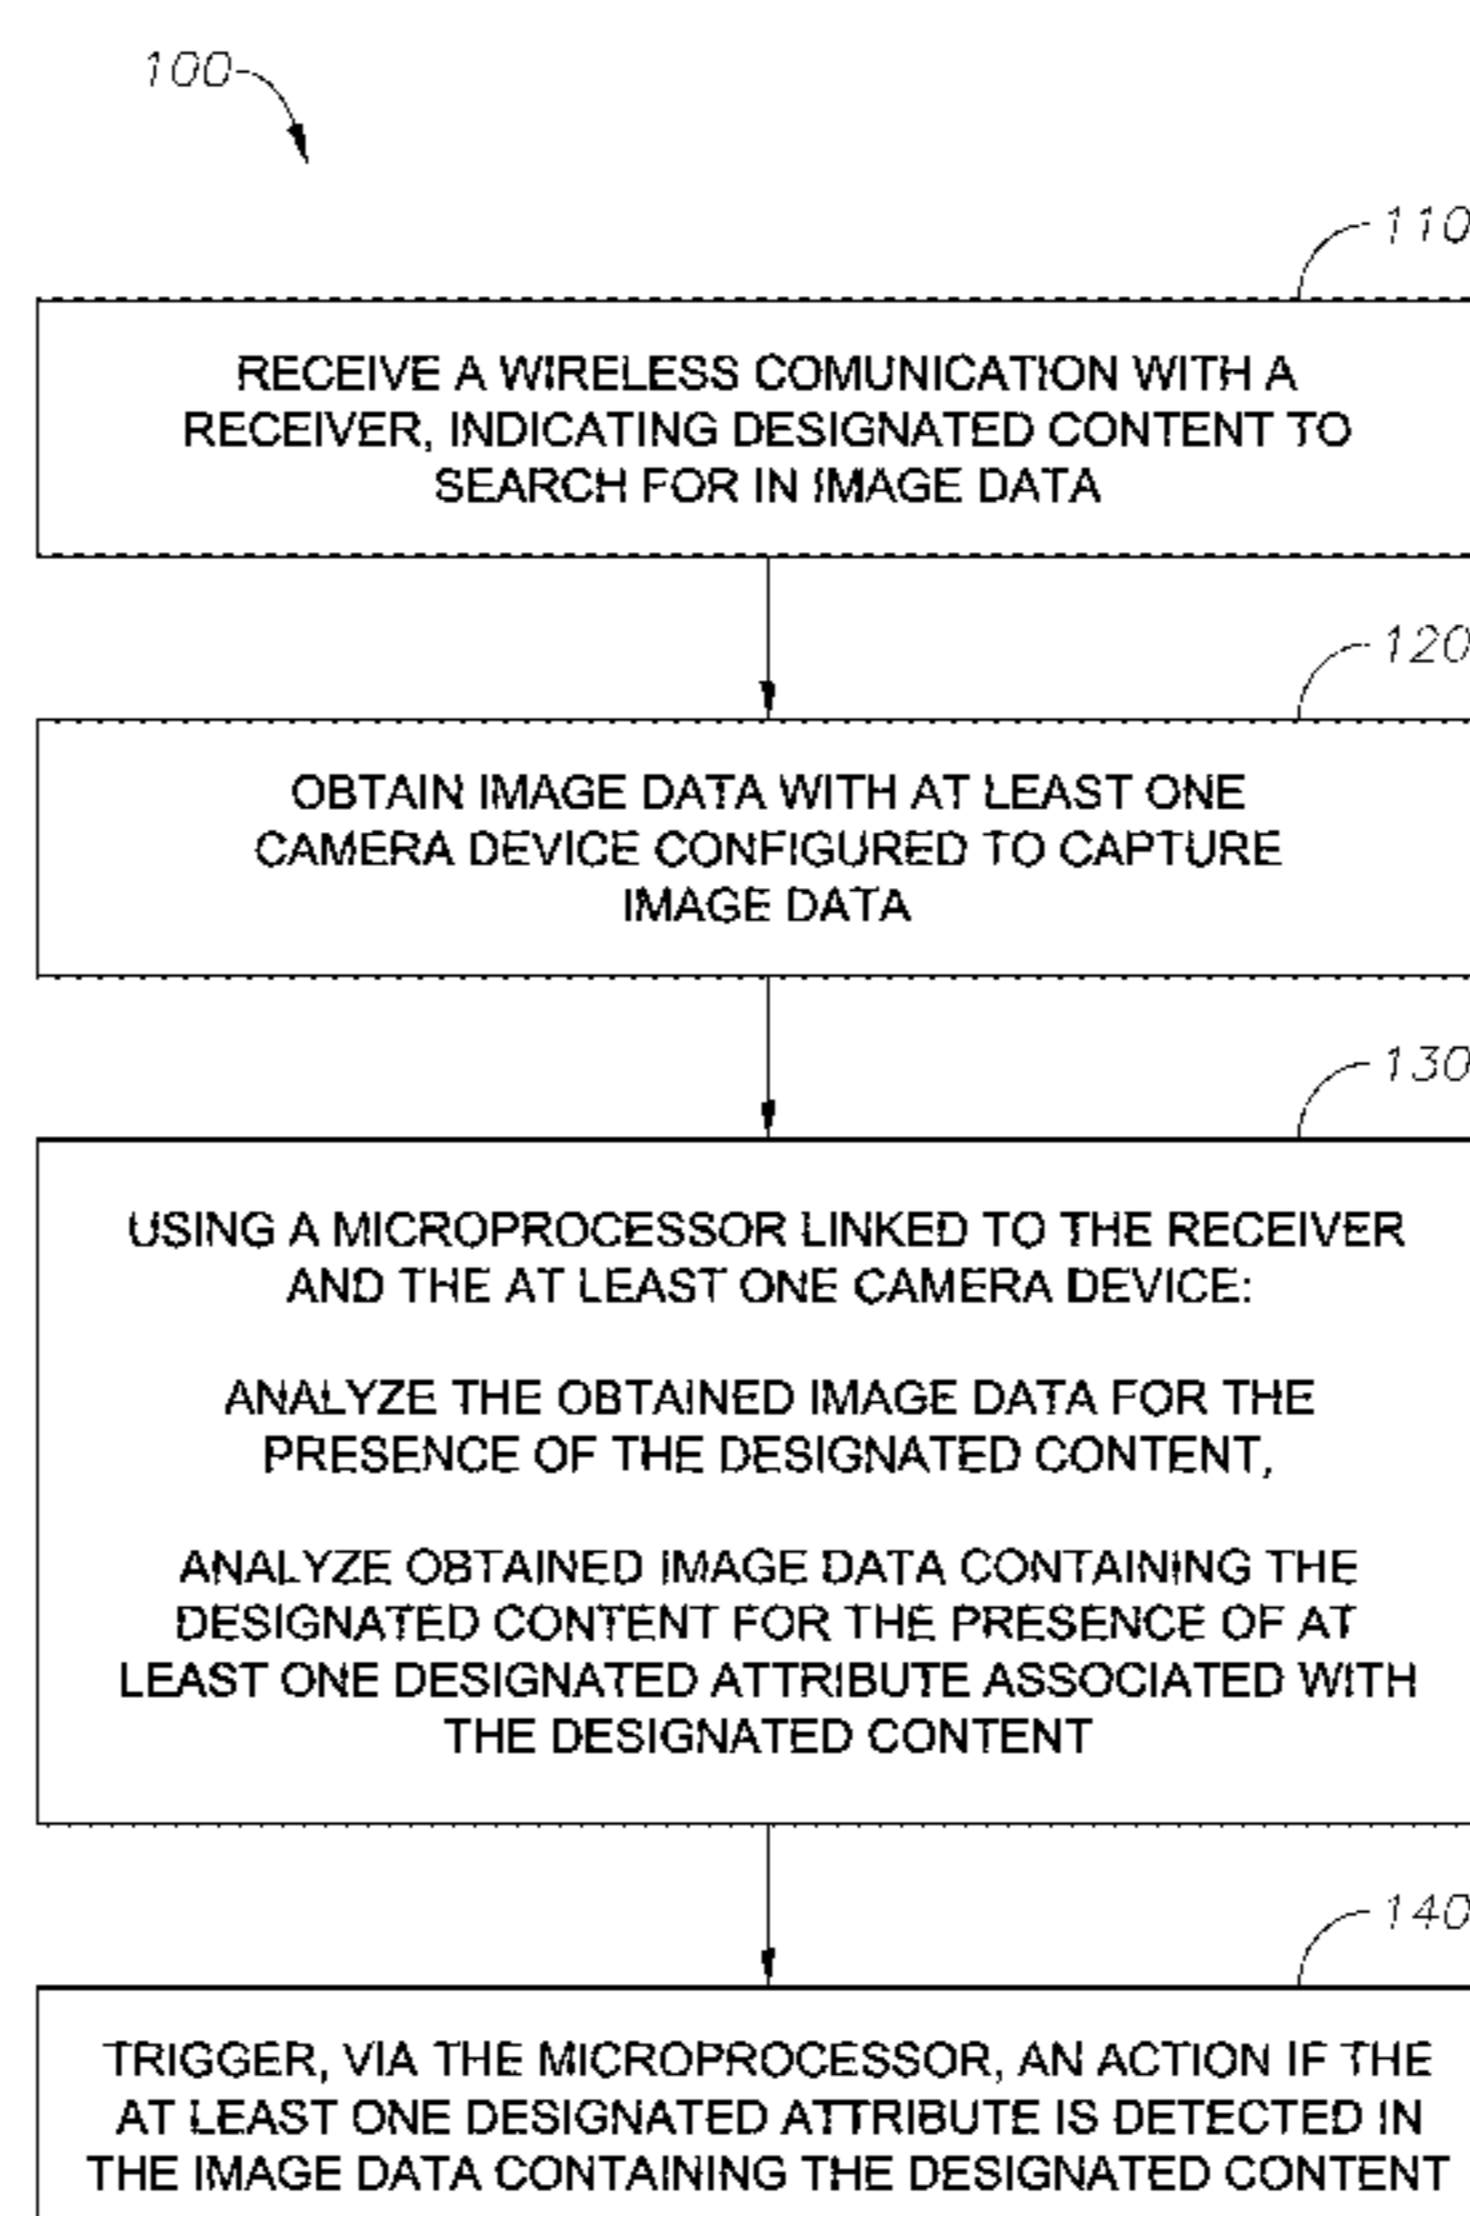 100
110
RECEIVE A WIRELESS COMUNICATION WITH A
RECEIVER, INDICATING DESIGNATED CONTENT TO
SEARCH FOR IN IMAGE DATA
120
OBTAIN IMAGE DATA WITH AT LEAST ONE
CAMERA DEVICE CONFIGURED TO CAPTURE
IMAGE DATA
130
USING A MICROPROCESSOR LINKED TO THE RECEIVER
AND THE AT LEAST ONE CAMERA DEVICE:
ANALYZE THE OBTAINED IMAGE DATA FOR THE
PRESENCE OF THE DESIGNATED CONTENT,
ANALYZE OBTAINED IMAGE DATA CONTAINING THE
DESIGNATED CONTENT FOR THE PRESENCE OF AT
LEAST ONE DESIGNATED ATTRIBUTE ASSOCIATED WITH
THE DESIGNATED CONTENT
140
TRIGGER, VIA THE MICROPROCESSOR, AN ACTION IF THE
AT LEAST ONE DESIGNATED ATTRIBUTE IS DETECTED IN
THE IMAGE DATA CONTAINING THE DESIGNATED CONTENT